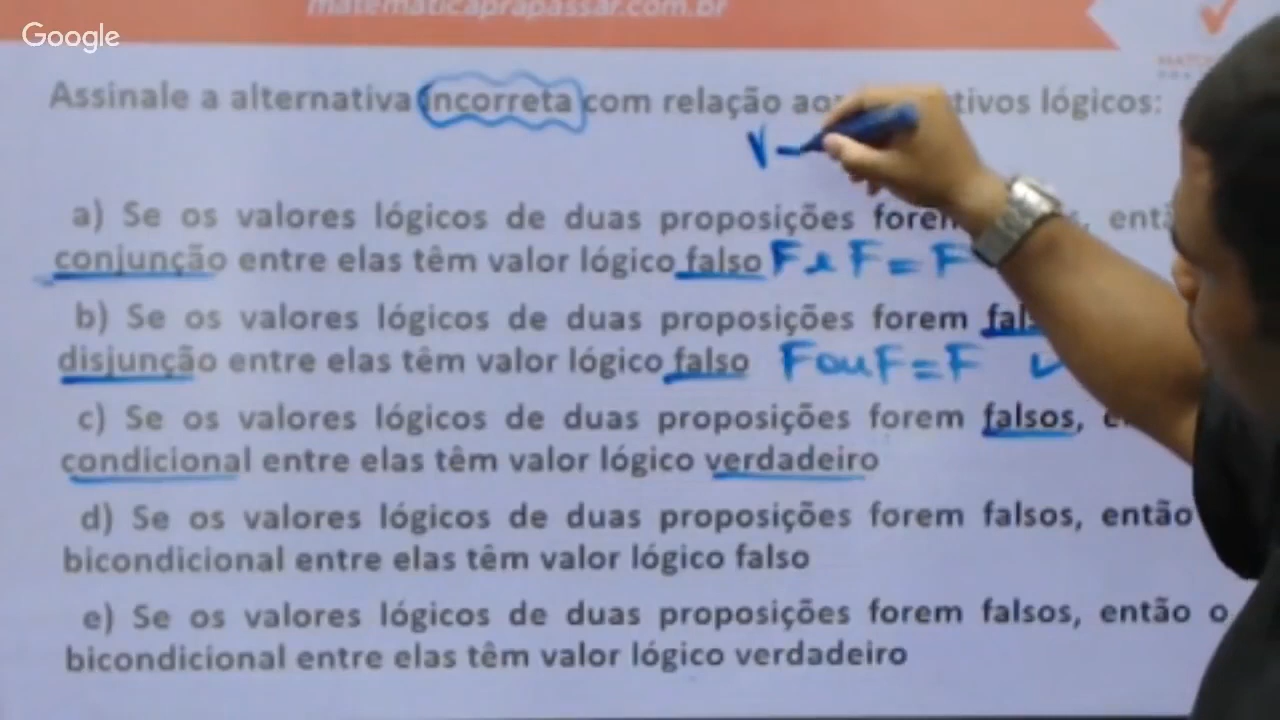 matematicaprapassar.com.br
Google
Assinale a alternativa incorreta com relação tivos lógicos:
V
a) Se os valores lógicos de duas proposições
conjunção entre elas têm valor lógico falso F e F = F
b) Se os valores lógicos de duas proposições forem
disjunção entre elas têm valor lógico falso F ou F = F
c) Se os valores lógicos de duas proposições forem falsos,
condicional entre elas têm valor lógico verdadeiro
d) Se os valores lógicos de duas proposições forem falsos, então
bicondicional entre elas têm valor lógico falso
e) Se os valores lógicos de duas proposições forem falsos, então o
bicondicional entre elas têm valor lógico verdadeiro